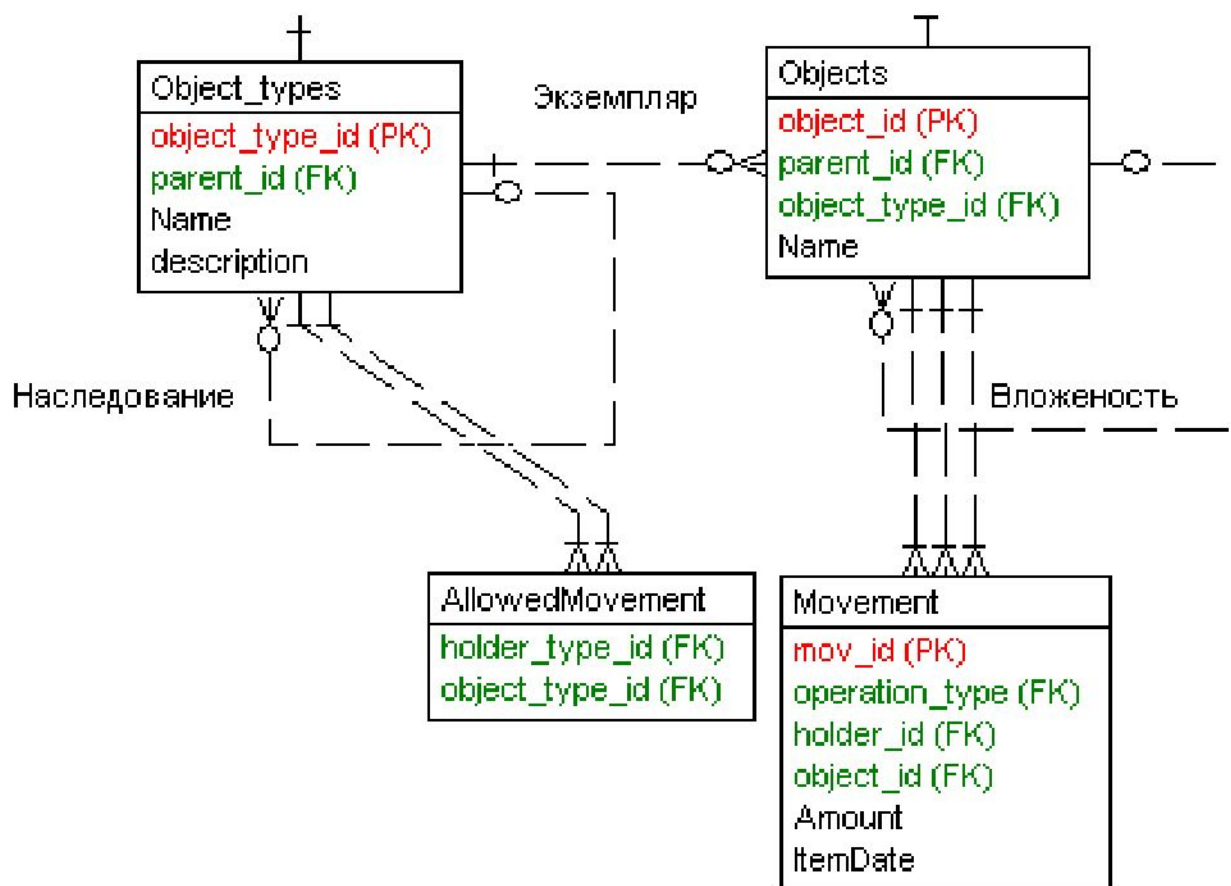 Object_types
object_type_id (PK)
parent_id (FK)
Name
description
Экземпляр
Objects
object_id (PK)
parent_id (FK)
object_type_id (FK)
Name
Наследование
Вложеность
AllowedMovement
holder_type_id (FK)
object_type_id (FK)
Movement
mov_id (PK)
operation_type (FK)
holder_id (FK)
object_id (FK)
Amount
ItemDate